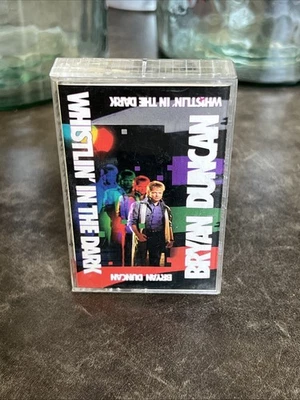 WHISTLIN' IN THE DARK
WHISTLIN' IN THE DARK
BRYAN DUNCAN
BRYAN DUNCAN